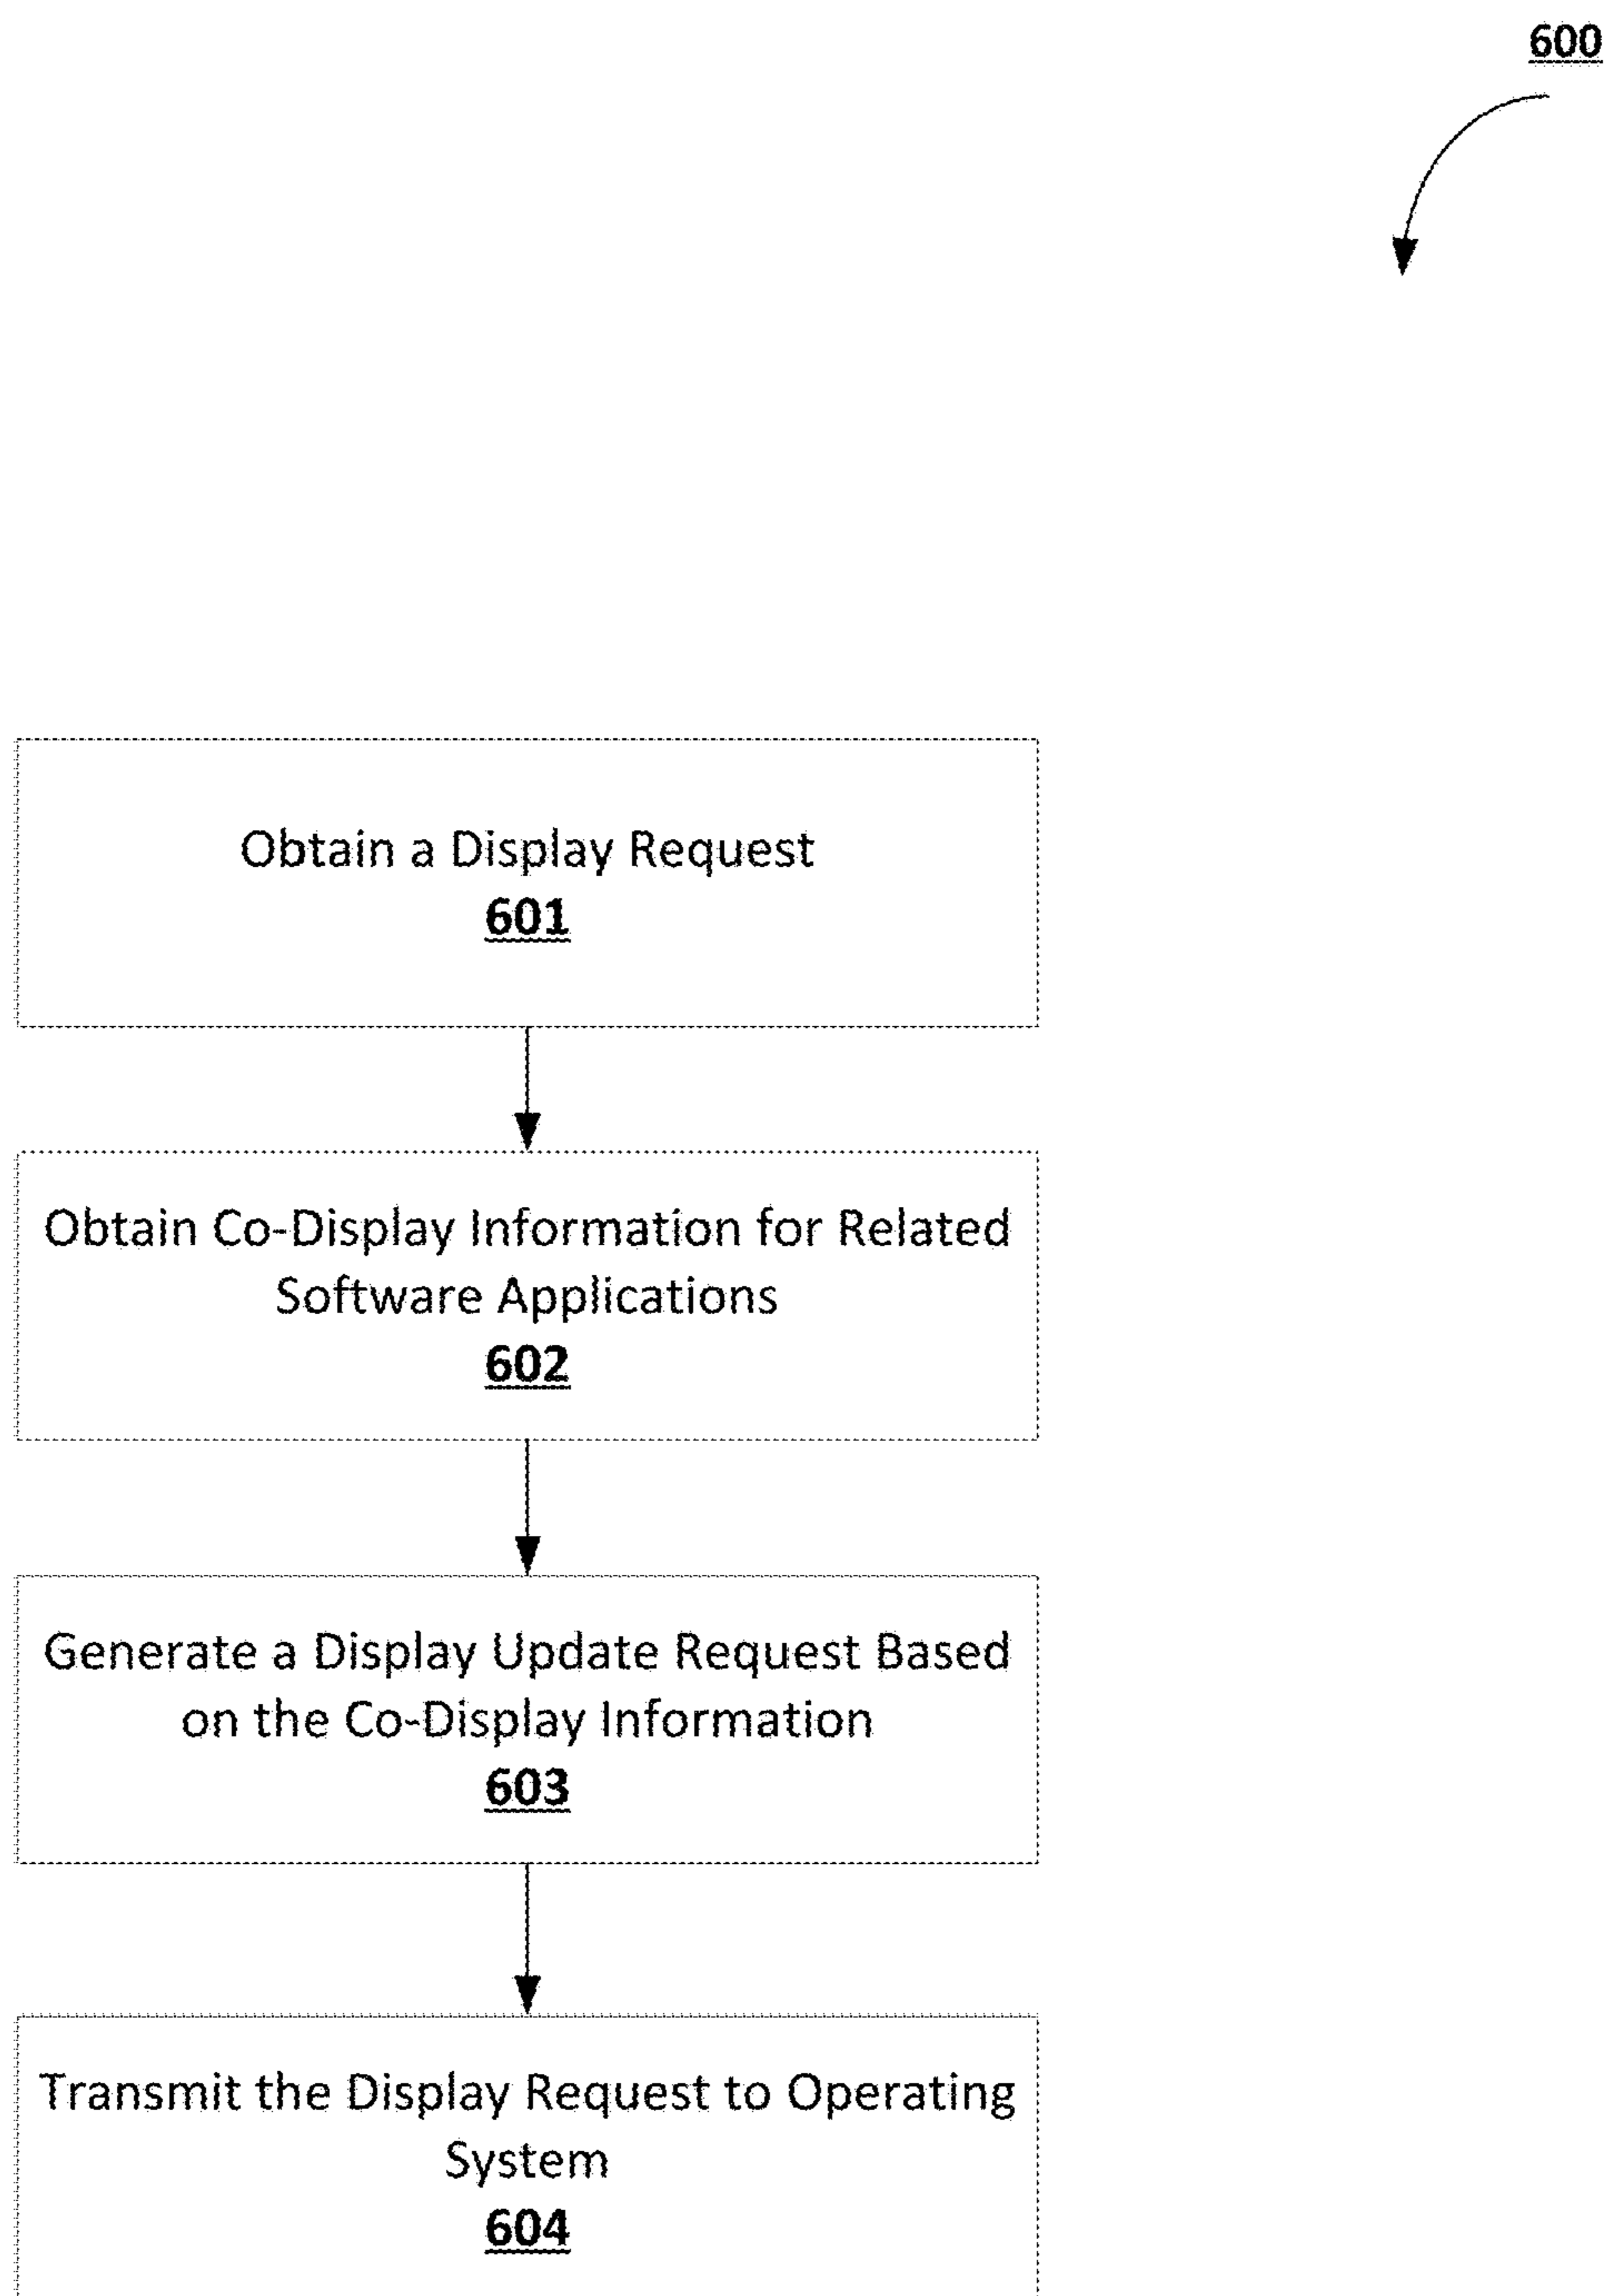 600
Obtain a Display Request
601
Obtain Co-Display Information for Related
Software Applications
602
Generate a Display Update Request Based
on the Co-Display Information
603
Transmit the Display Request to Operating
System
604